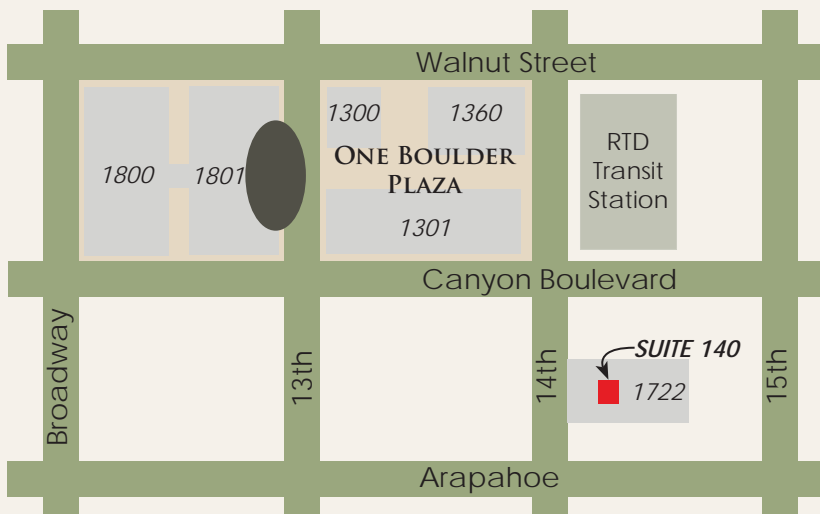 Walnut Street
1300
1360
ONE BOULDER
PLAZA
1800
1801
1301
RTD
Transit
Station
Canyon Boulevard
Broadway
13th
14th
15th
SUITE 140
1722
Arapahoe